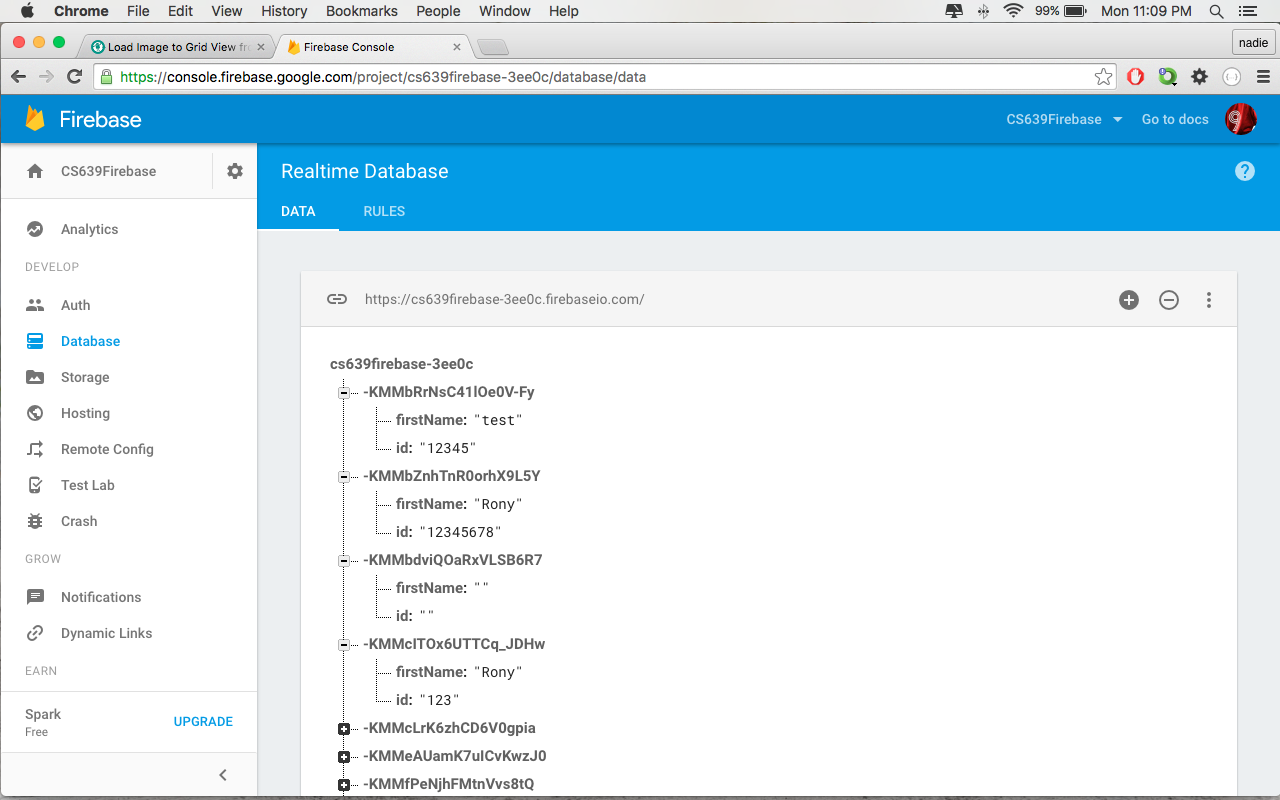 Chrome File Edit View History Bookmarks People Window Help 99% Mon 11:09 PM
Load Image to Grid View fr
Firebase Console
nadie
https://console.firebase.google.com/project/cs639firebase-3ee0c/database/data
Firebase
CS639Firebase
Go to docs
CS639Firebase
Realtime Database
DATA
RULES
Analytics
DEVELOP
Auth
Database
Storage
Hosting
Remote Config
Test Lab
Crash
GROW
Notifications
Dynamic Links
EARN
Spark
Free
UPGRADE
https://cs639firebase-3ee0c.firebaseio.com/
cs639firebase-3ee0c
-KMMbRrNsC41lOe0V-Fy
firstName: "test"
id: "12345"
-KMMbZnhTnR0orhX9L5Y
firstName: "Rony"
id: "12345678"
-KMMbdviQOaRxVLSB6R7
firstName: ""
id: ""
-KMMcITOx6UTTCq_JDHw
firstName: "Rony"
id: "123"
-KMMcLrK6zhCD6V0gpia
-KMMeAUamK7uICvKwzJ0
-KMMfPeNjhFMtnVvs8tQ